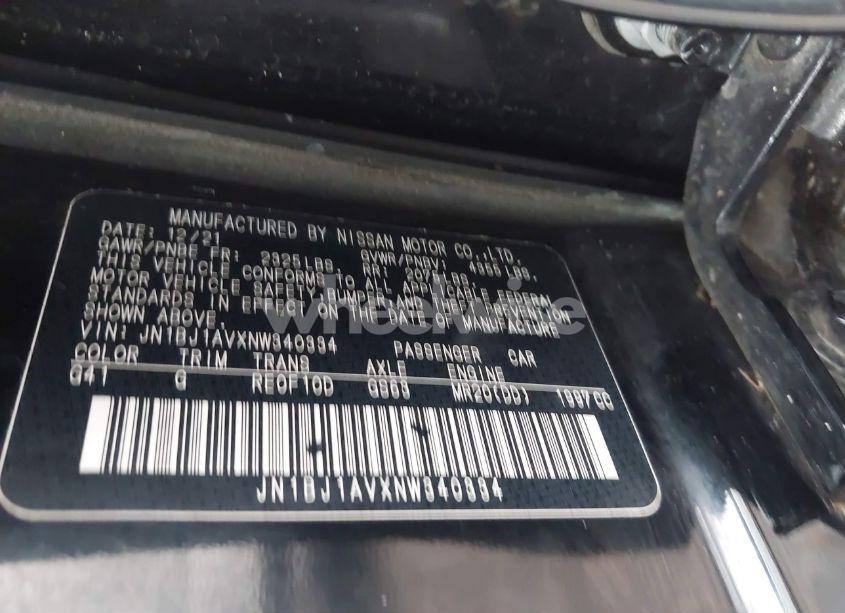 MANUFACTURED BY NISSAN MOTOR CO.,LTD.
DATE: 12/21 GVWR/PNBV:
GAWR/PNBE FR: 2325LBS RR: LBS.
THIS VEHICLE CONFORMS TO ALL APPLICABLE FEDERAL
MOTOR VEHICLE SAFETY, BUMPER, AND THEFT PREVENTION
STANDARDS IN EFFECT ON THE DATE OF MANUFACTURE
SHOWN ABOVE.
VIN: JN1BJ1AVXNW340334 PASSENGER CAR
COLOR TRIM TRANS AXLE ENGINE
G41 G RE0F10D GS63 MR20(DD) 1997CC
JN1BJ1AVXNW340334
wheelwise